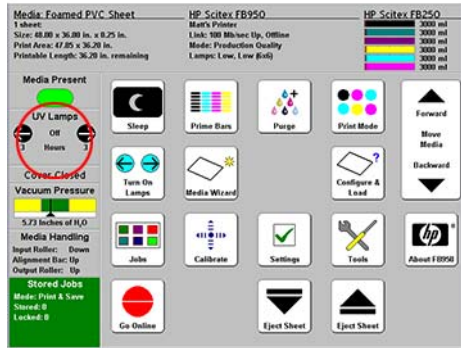 Media: Foamed PVC Sheet
1 sheet:
Size: 48.00 x 36.00 in. x 0.25 in.
Print Area: 47.85 x 36.20 in.
Printable Length: 36.20 in. remaining
HP Scitex FB950
Matt's Printer
Link: 100 Mb/sec Up, Offline
Mode: Production Quality
Lamps: Low, Low (6x6)
HP Scitex FB250
3000 ml
3000 ml
3000 ml
3000 ml
3000 ml
3000 ml
Media Present
UV Lamps
Off
3 Hours 3
Cover Closed
Vacuum Pressure
5.73 Inches of H₂O
Media Handling
Input Roller: Down
Alignment Bar: Up
Output Roller: Up
Stored Jobs
Mode: Print & Save
Stored: 0
Locked: 0
Sleep
Prime Bars
Purge
Print Mode
Forward
Move
Media
Backward
Turn On
Lamps
Media Wizard
?
Configure &
Load
Jobs
Calibrate
Settings
Tools
hp
About FB950
Go Online
Eject Sheet
Eject Sheet